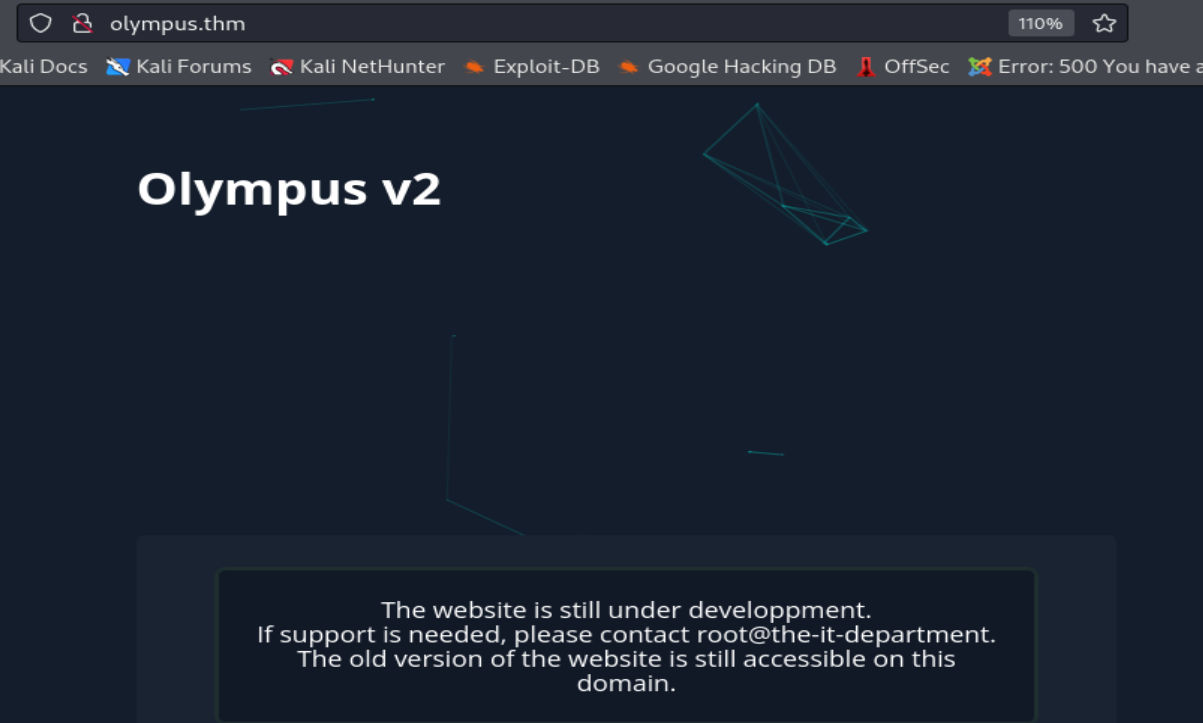 olympus.thm
110%
Kali Docs
Kali Forums
Kali NetHunter
Exploit-DB
Google Hacking DB
OffSec
Error: 500 You have a
Olympus v2
The website is still under developpment.
If support is needed, please contact root@the-it-department.
The old version of the website is still accessible on this
domain.